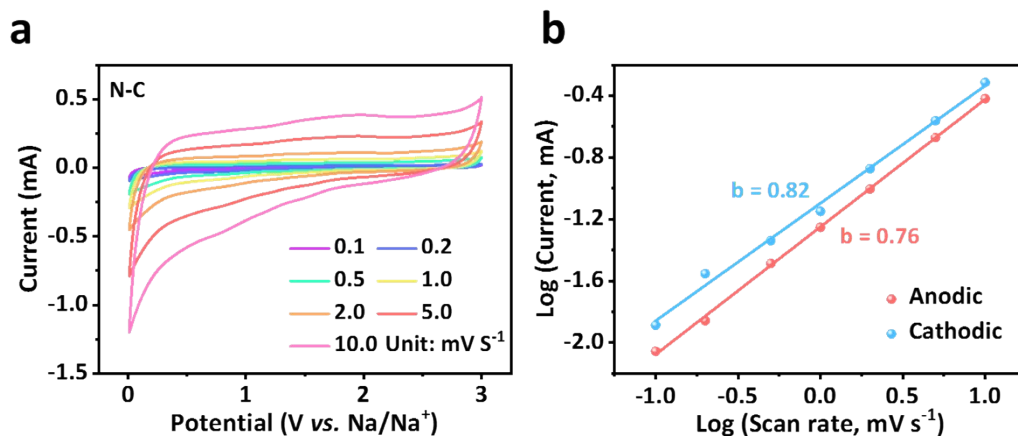 a
N-C
Current (mA)
0.5
0.0
-0.5
-1.0
-1.5
0.1 0.2
0.5 1.0
2.0 5.0
10.0 Unit: mV S⁻¹
0 1 2 3
Potential (V vs. Na/Na⁺)
b
Log (Current, mA)
-0.4
-0.8
-1.2
-1.6
-2.0
b = 0.82
b = 0.76
Anodic
Cathodic
-1.0 -0.5 0.0 0.5 1.0
Log (Scan rate, mV s⁻¹)